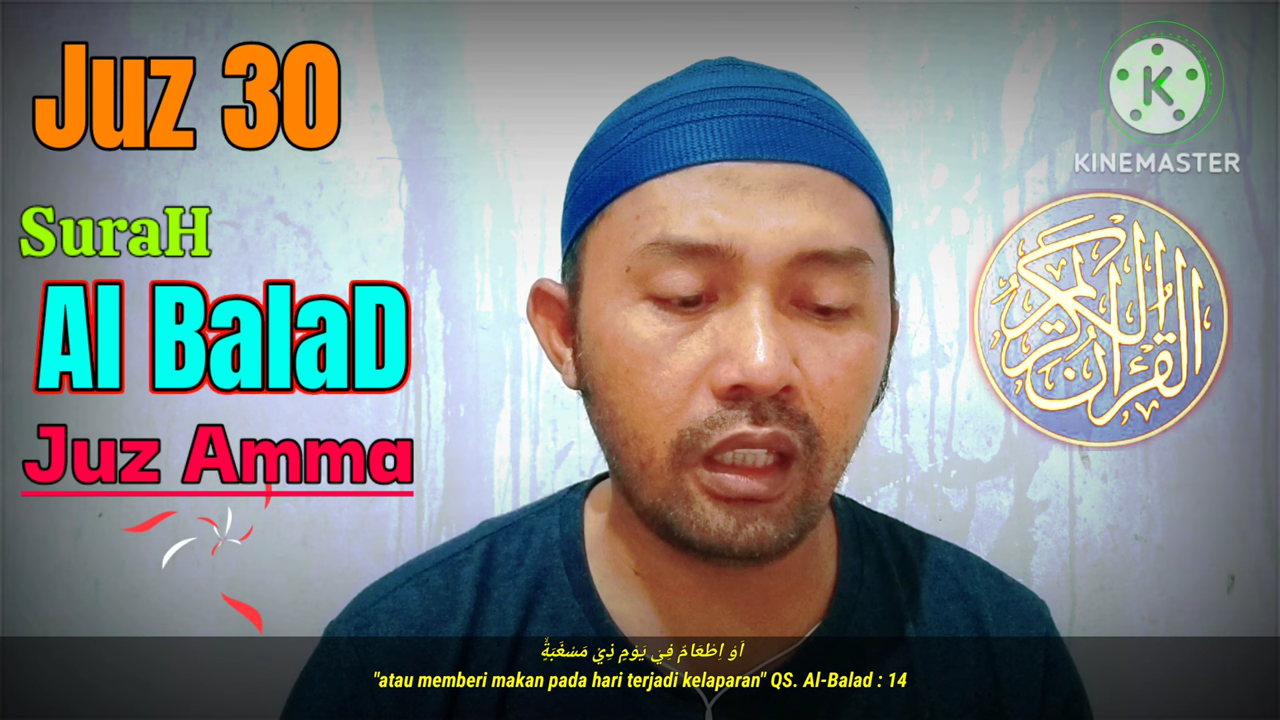 Juz 30
SuraH
Al BalaD
Juz Amma
K
KINEMASTER
القرآن الكريم
اَوْ اِطْعَامٌ فِيْ يَوْمٍ ذِيْ مَسْغَبَةٍۙ
"atau memberi makan pada hari terjadi kelaparan" QS. Al-Balad : 14